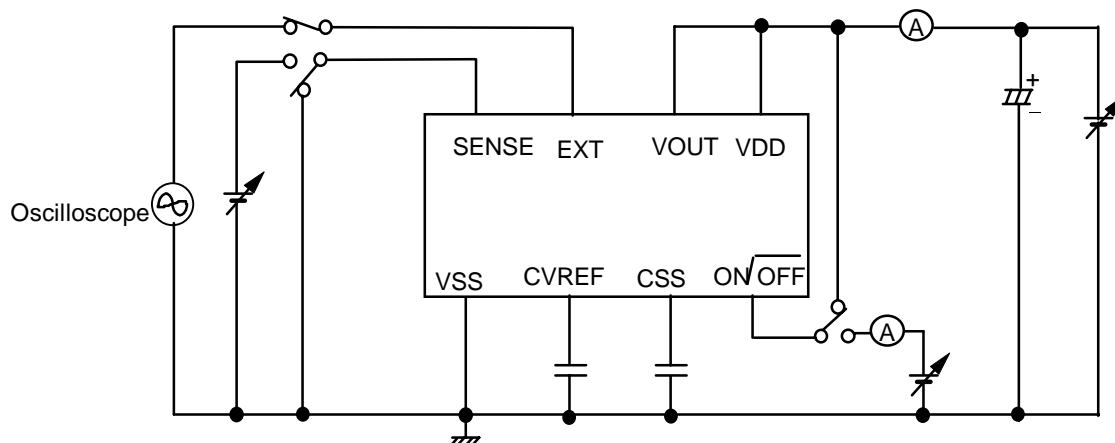 A
+
–
SENSE EXT VOUT VDD
Oscilloscope
VSS CVREF CSS ON/OFF
A